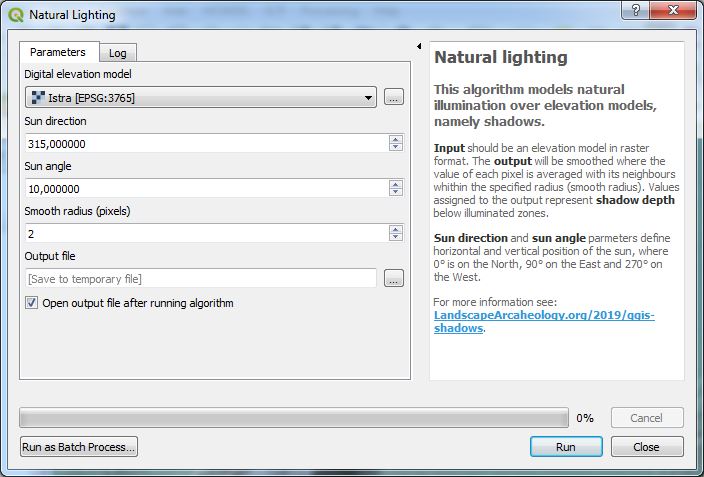 Natural Lighting
Parameters
Log
Digital elevation model
Istra [EPSG:3765]
...
Sun direction
315,000000
Sun angle
10,000000
Smooth radius (pixels)
2
Output file
[Save to temporary file]
...
Open output file after running algorithm
Natural lighting
This algorithm models natural
illumination over elevation models,
namely shadows.
Input should be an elevation model in raster
format. The output will be smoothed where the
value of each pixel is averaged with its neighbours
whithin the specified radius (smooth radius). Values
assigned to the output represent shadow depth
below illuminated zones.
Sun direction and sun angle parmeters define
horizontal and vertical position of the sun, where
0° is on the North, 90° on the East and 270° on
the West.
For more information see:
LandscapeArcaheology.org/2019/qgis-
shadows.
0%
Cancel
Run as Batch Process...
Run
Close